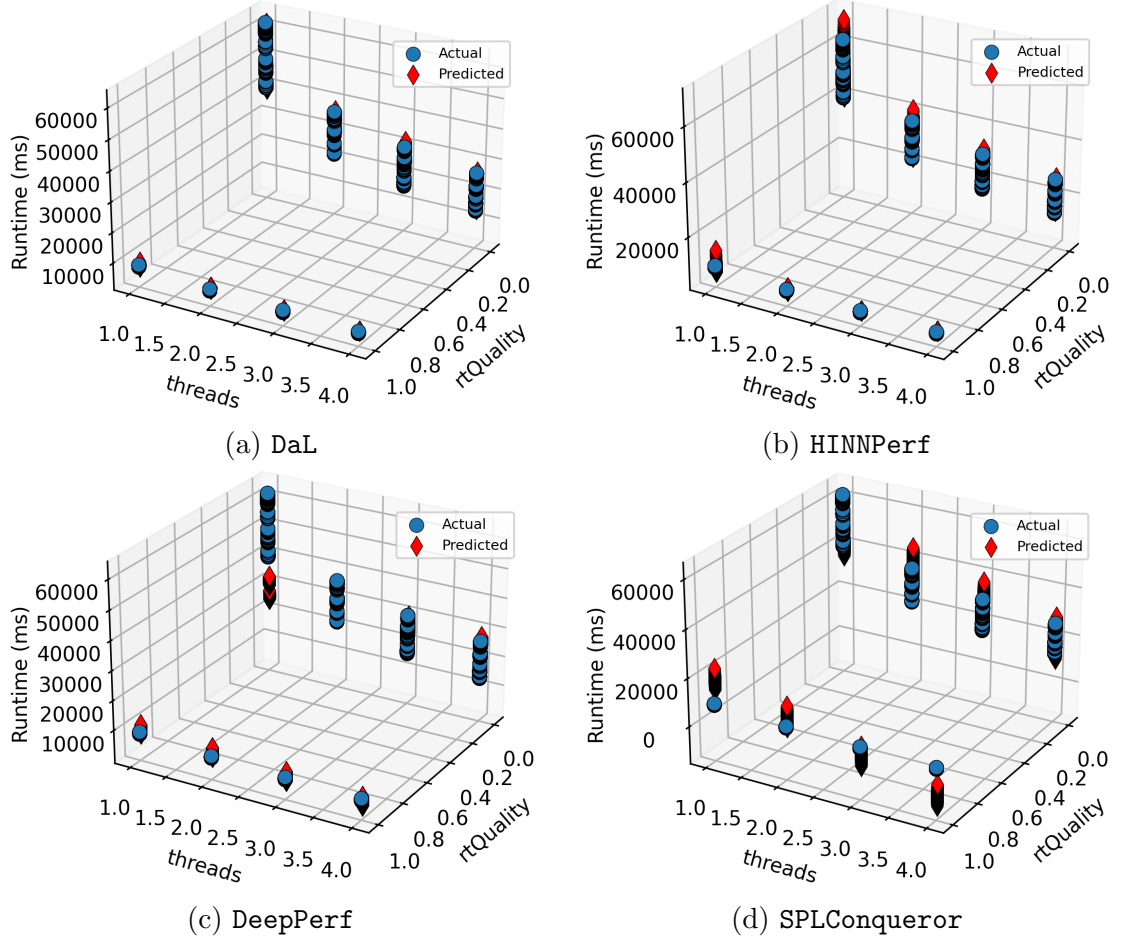 Actual
Predicted
60000
50000
40000
30000
20000
10000
Runtime (ms)
1.0
1.5
2.0
2.5
3.0
3.5
4.0
threads
0.0
0.2
0.4
0.6
0.8
1.0
rtQuality
(a) DaL
Actual
Predicted
60000
40000
20000
Runtime (ms)
1.0
1.5
2.0
2.5
3.0
3.5
4.0
threads
0.0
0.2
0.4
0.6
0.8
1.0
rtQuality
(b) HINNPerf
Actual
Predicted
60000
50000
40000
30000
20000
10000
Runtime (ms)
1.0
1.5
2.0
2.5
3.0
3.5
4.0
threads
0.0
0.2
0.4
0.6
0.8
1.0
rtQuality
(c) DeepPerf
Actual
Predicted
60000
40000
20000
0
Runtime (ms)
1.0
1.5
2.0
2.5
3.0
3.5
4.0
threads
0.0
0.2
0.4
0.6
0.8
1.0
rtQuality
(d) SPLConqueror